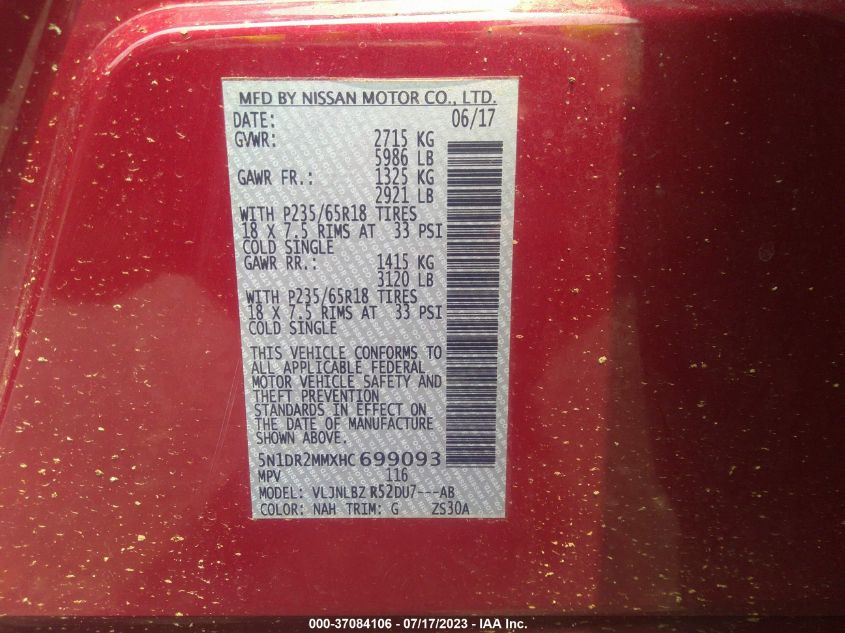 MFD BY NISSAN MOTOR CO., LTD.
DATE: 06/17
GVWR: 2715 KG
5986 LB
GAWR FR.: 1325 KG
2921 LB
WITH P235/65R18 TIRES
18 X 7.5 RIMS AT 33 PSI
COLD SINGLE
GAWR RR.: 1415 KG
3120 LB
WITH P235/65R18 TIRES
18 X 7.5 RIMS AT 33 PSI
COLD SINGLE
THIS VEHICLE CONFORMS TO
ALL APPLICABLE FEDERAL
MOTOR VEHICLE SAFETY AND
THEFT PREVENTION
STANDARDS IN EFFECT ON
THE DATE OF MANUFACTURE
SHOWN ABOVE.
5N1DR2MMXHC 699093
MPV 116
MODEL: VLJNLBZ R52DU7---AB
COLOR: NAH TRIM: G ZS30A
000-37084106 - 07/17/2023 - IAA Inc.